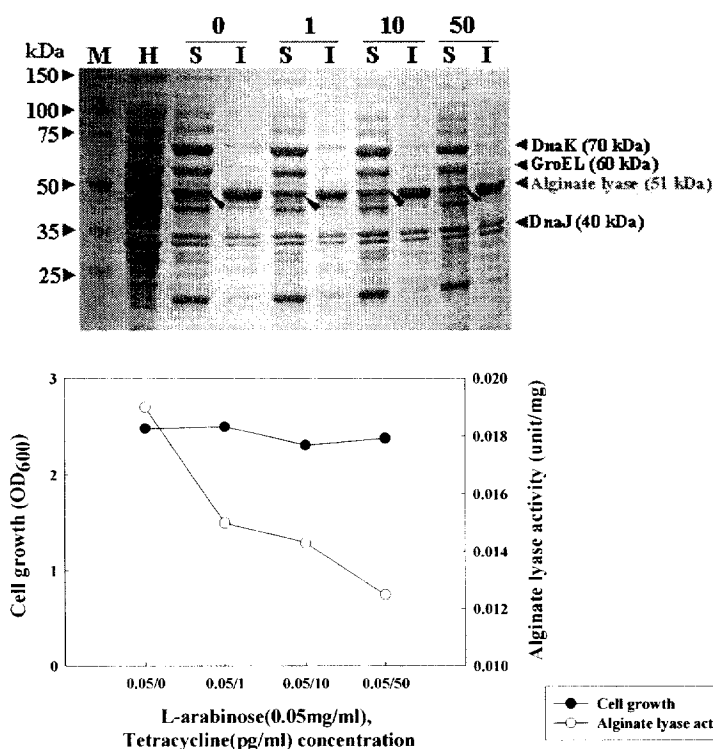 0 1 10 50
kDa M H S I S I S I S I
150
100
75
50
35
25
DnaK (70 kDa)
GroEL (60 kDa)
Alginate lyase (51 kDa)
DnaJ (40 kDa)
3
2
1
0
Cell growth (OD600)
0.020
0.018
0.016
0.014
0.012
0.010
Alginate lyase activity (unit/mg)
0.05/0 0.05/1 0.05/10 0.05/50
L-arabinose(0.05mg/ml),
Tetracycline(pg/ml) concentration
Cell growth
Alginate lyase act